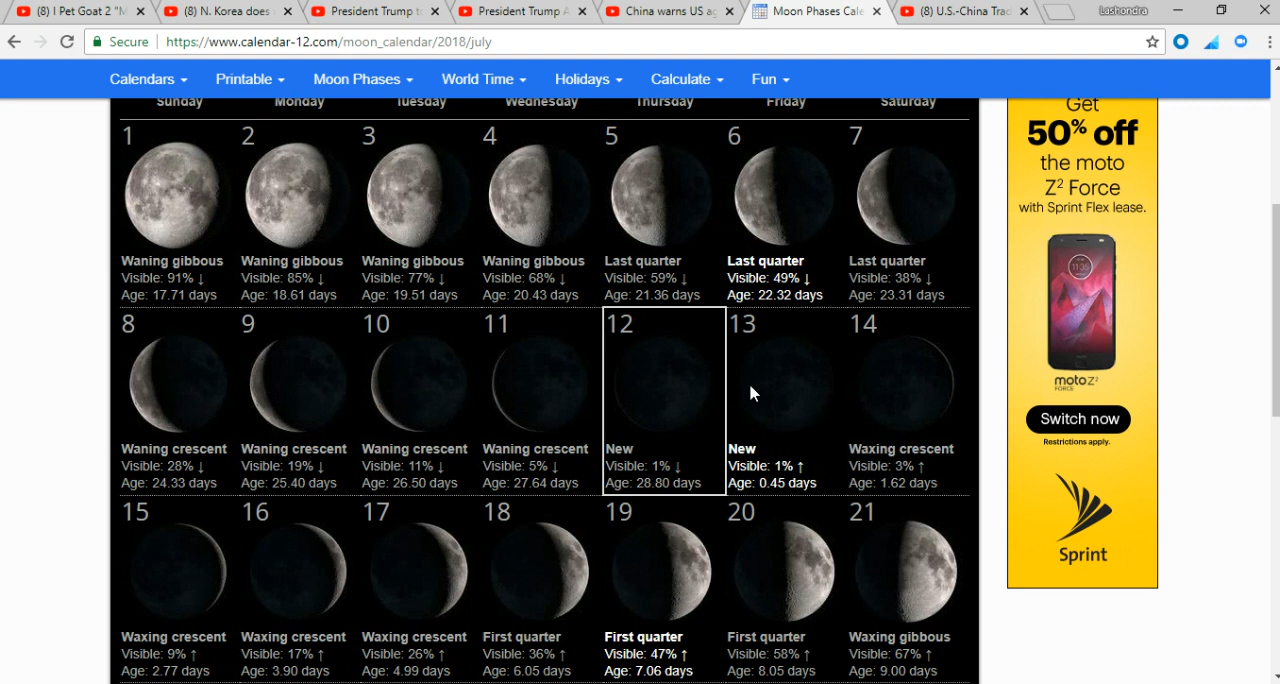 (8) I Pet Goat 2 "M
(8) N. Korea does
President Trump to
President Trump A
China warns US ag
Moon Phases Cale
(8) U.S.-China Trad
Lashondra
Secure
https://www.calendar-12.com/moon_calendar/2018/july
Calendars Printable Moon Phases World Time Holidays Calculate Fun
Sunday Monday Tuesday Wednesday Thursday Friday Saturday
1 2 3 4 5 6 7
Waning gibbous Waning gibbous Waning gibbous Waning gibbous Last quarter Last quarter Last quarter
Visible: 91% ↓ Visible: 85% ↓ Visible: 77% ↓ Visible: 68% ↓ Visible: 59% ↓ Visible: 49% ↓ Visible: 38% ↓
Age: 17.71 days Age: 18.61 days Age: 19.51 days Age: 20.43 days Age: 21.36 days Age: 22.32 days Age: 23.31 days
8 9 10 11 12 13 14
Waning crescent Waning crescent Waning crescent Waning crescent New New Waxing crescent
Visible: 28% ↓ Visible: 19% ↓ Visible: 11% ↓ Visible: 5% ↓ Visible: 1% ↓ Visible: 1% ↑ Visible: 3% ↑
Age: 24.33 days Age: 25.40 days Age: 26.50 days Age: 27.64 days Age: 28.80 days Age: 0.45 days Age: 1.62 days
15 16 17 18 19 20 21
Waxing crescent Waxing crescent Waxing crescent First quarter First quarter First quarter Waxing gibbous
Visible: 9% ↑ Visible: 17% ↑ Visible: 26% ↑ Visible: 36% ↑ Visible: 47% ↑ Visible: 58% ↑ Visible: 67% ↑
Age: 2.77 days Age: 3.90 days Age: 4.99 days Age: 6.05 days Age: 7.06 days Age: 8.05 days Age: 9.00 days
Get
50% off
the moto
Z² Force
with Sprint Flex lease.
11:35
moto z²
FORCE
Switch now
Restrictions apply.
Sprint